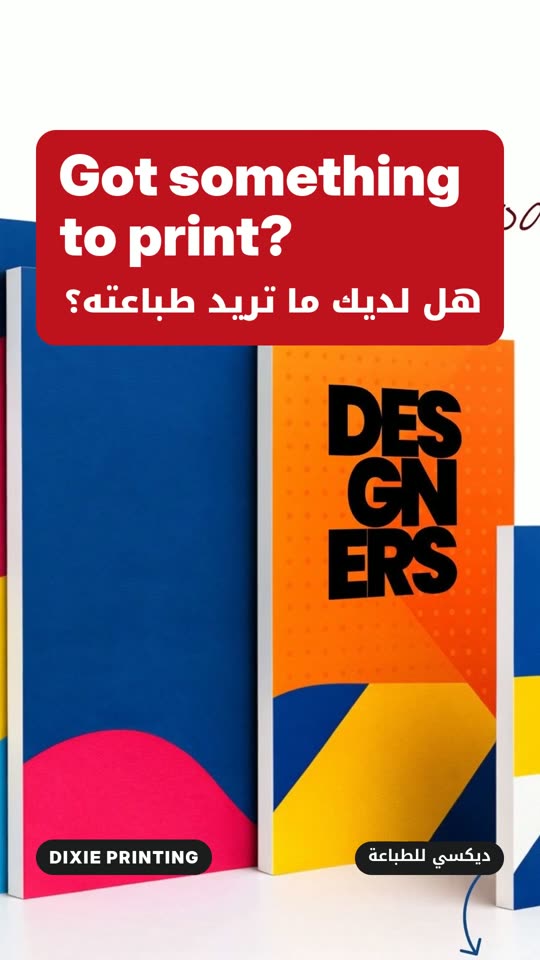 Got something
to print?
هل لديك ما تريد طباعته؟
DES
GN
ERS
DIXIE PRINTING
ديكسي للطباعة